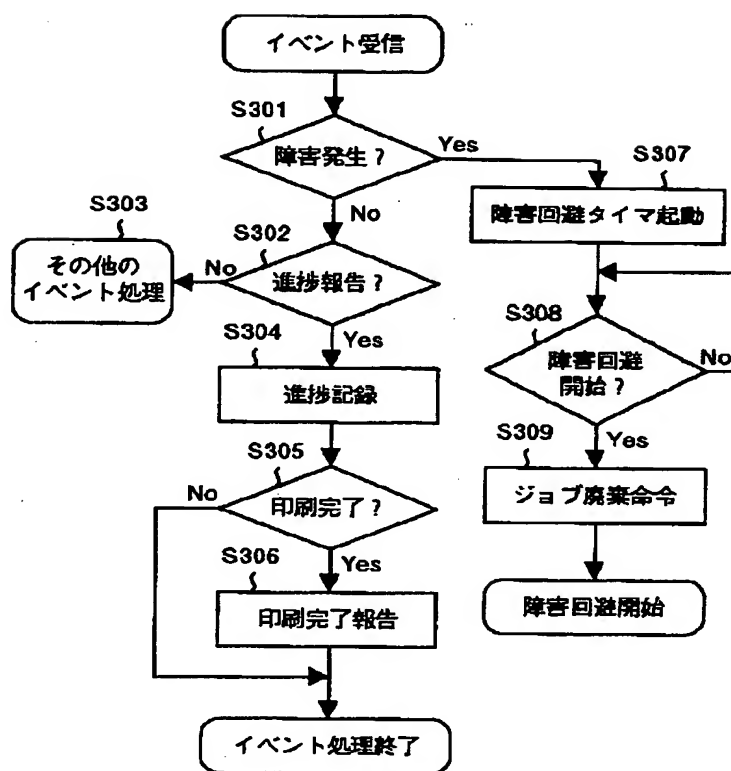 イベント受信
S301
障害発生?
Yes
No
S307
障害回避タイマ起動
S303
その他の
イベント処理
No
S302
進捗報告?
Yes
S308
障害回避
開始?
No
Yes
S304
進捗記録
S309
ジョブ廃棄命令
S305
No
印刷完了?
Yes
S306
印刷完了報告
障害回避開始
イベント処理終了